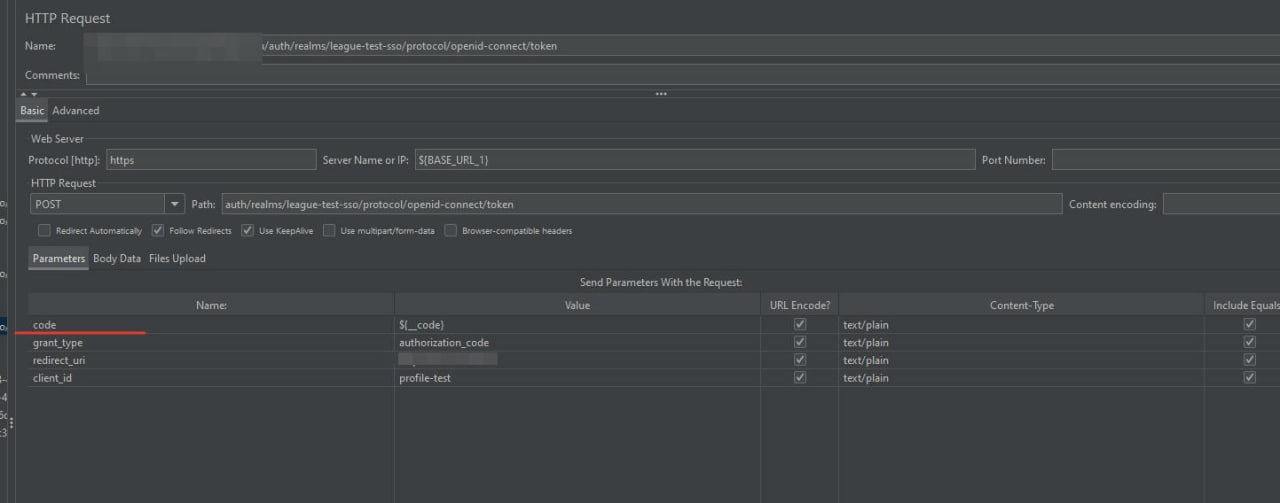 HTTP Request
Name: /auth/realms/league-test-sso/protocol/openid-connect/token
Comments:
Basic Advanced
Web Server
Protocol [http]: https Server Name or IP: ${BASE_URL_1} Port Number:
HTTP Request
POST Path: auth/realms/league-test-sso/protocol/openid-connect/token Content encoding:
Redirect Automatically Follow Redirects Use KeepAlive Use multipart/form-data Browser-compatible headers
Parameters Body Data Files Upload
Send Parameters With the Request:
Name: Value URL Encode? Content-Type Include Equals
code ${__code} text/plain
grant_type authorization_code text/plain
redirect_uri text/plain
client_id profile-test text/plain